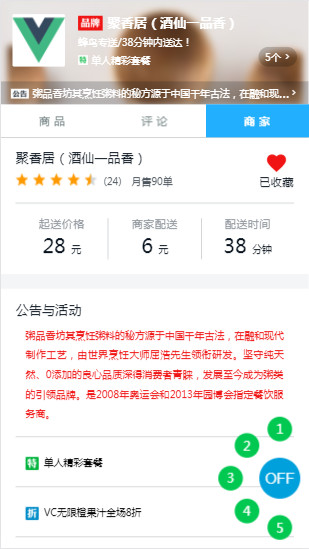 品牌 聚香居（酒仙一品香）
蜂鸟专送/38分钟内送达！
特 单人精彩套餐
5个 >
公告 粥品香坊其烹饪粥料的秘方源于中国千年古法，在融和现... >
商品 评论 商家
聚香居（酒仙一品香）
(24) 月售90单
已收藏
起送价格 商家配送 配送时间
28 元 6 元 38 分钟
公告与活动
粥品香坊其烹饪粥料的秘方源于中国千年古法，在融和现代
制作工艺，由世界烹饪大师屈浩先生领衔研发。坚守纯天
然、0添加的良心品质深得消费者青睐，发展至今成为粥类
的引领品牌。是2008年奥运会和2013年园博会指定餐饮服
务商。
1
2
特 单人精彩套餐
3
OFF
4
折 VC无限橙果汁全场8折
5